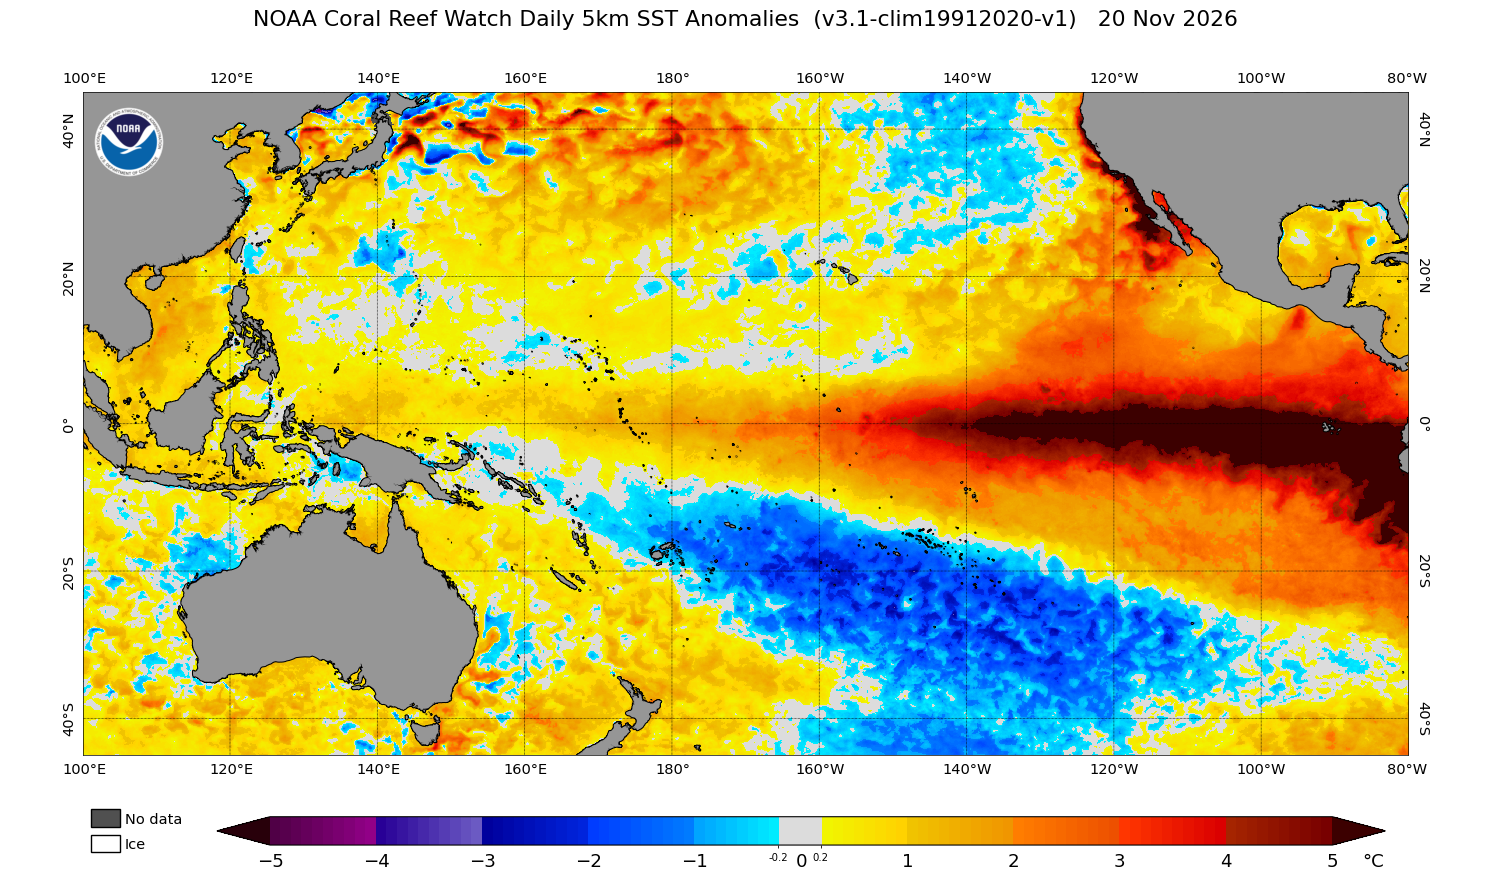 NOAA Coral Reef Watch Daily 5km SST Anomalies (v3.1-clim19912020-v1) 20 Nov 2026
100°E 120°E 140°E 160°E 180° 160°W 140°W 120°W 100°W 80°W
NOAA
40°N 40°N
20°N 20°N
0° 0°
20°S 20°S
40°S 40°S
100°E 120°E 140°E 160°E 180° 160°W 140°W 120°W 100°W 80°W
No data
Ice
−5 −4 −3 −2 −1 -0.2 0 0.2 1 2 3 4 5 °C